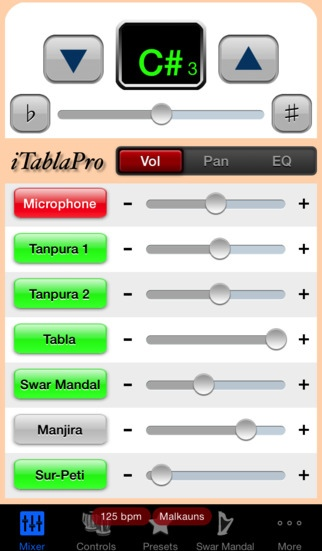 C# 3
♭ ♯
iTablaPro Vol Pan EQ
Microphone - +
Tanpura 1 - +
Tanpura 2 - +
Tabla - +
Swar Mandal - +
Manjira - +
Sur-Peti - +
125 bpm Malkauns
Mixer Controls Presets Swar Mandal More